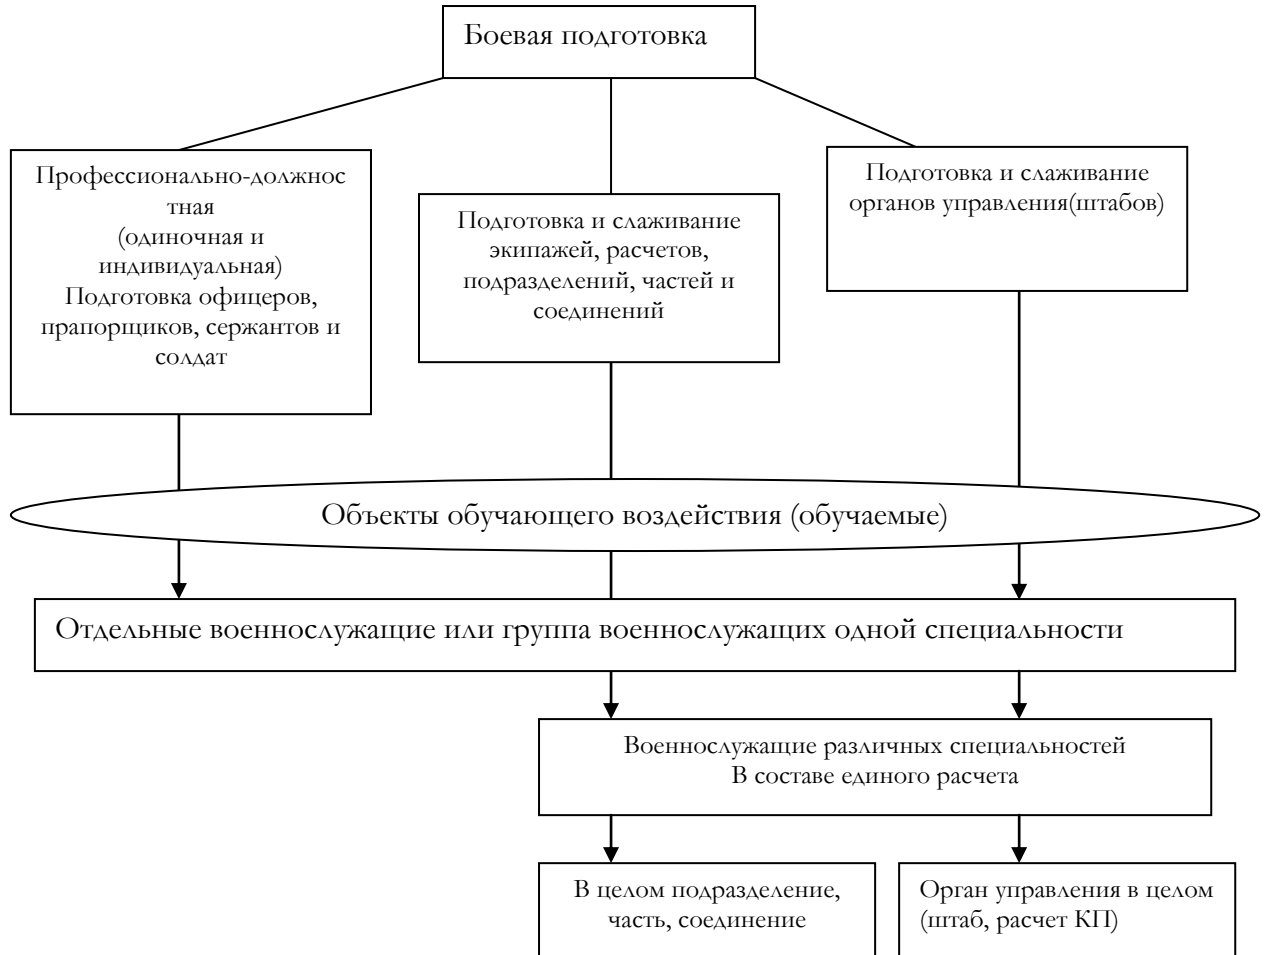 Боевая подготовка
Профессионально-должнос
тная
(одиночная и
индивидуальная)
Подготовка офицеров,
прапорщиков, сержантов и
солдат
Подготовка и слаживание
экипажей, расчетов,
подразделений, частей и
соединений
Подготовка и слаживание
органов управления(штабов)
Объекты обучающего воздействия (обучаемые)
Отдельные военнослужащие или группа военнослужащих одной специальности
Военнослужащие различных специальностей
В составе единого расчета
В целом подразделение,
часть, соединение
Орган управления в целом
(штаб, расчет КП)